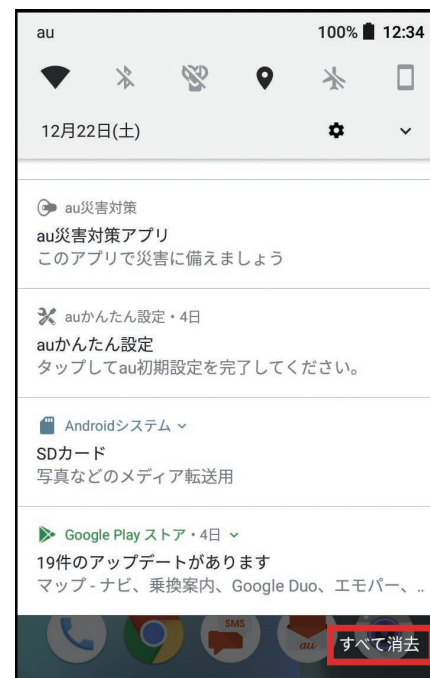 au 100% 12:34
12月22日(土)
au災害対策
au災害対策アプリ
このアプリで災害に備えましょう
auかんたん設定・4日
auかんたん設定
タップしてau初期設定を完了してください。
Androidシステム
SDカード
写真などのメディア転送用
Google Play ストア・4日
19件のアップデートがあります
マップ - ナビ、乗換案内、Google Duo、エモパー、..
SMS
au
すべて消去